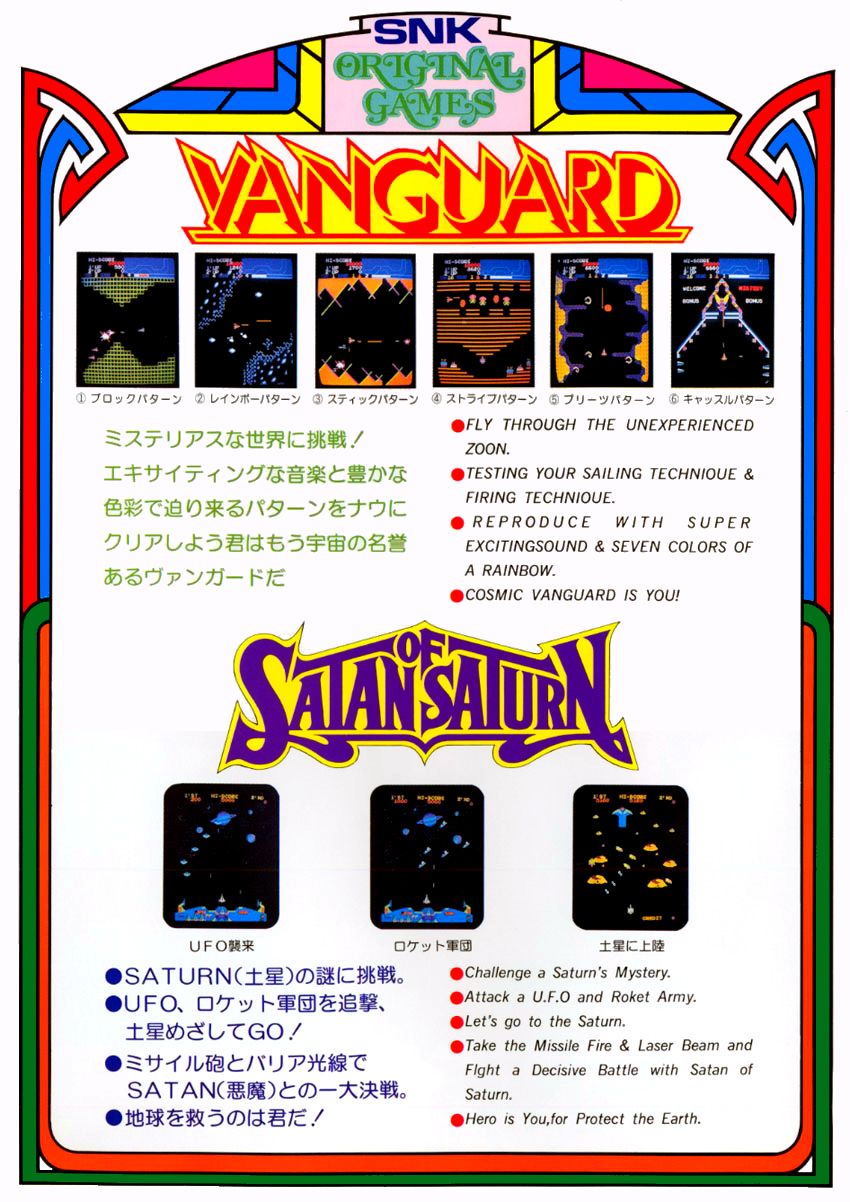 SNK
ORIGINAL
GAMES
VANGUARD
① ブロックパターン
② レインボーパターン
③ スティックパターン
④ ストライプパターン
⑤ プリーツパターン
⑥ キャッスルパターン
ミステリアスな世界に挑戦!
エキサイティングな音楽と豊かな
色彩で迫り来るパターンをナウに
クリアしよう君はもう宇宙の名誉
あるヴァンガードだ
●FLY THROUGH THE UNEXPERIENCED
ZOON.
●TESTING YOUR SAILING TECHNIOUE &
FIRING TECHNIOUE.
● REPRODUCE WITH SUPER
EXCITINGSOUND & SEVEN COLORS OF
A RAINBOW.
●COSMIC VANGUARD IS YOU!
SATAN OF SATURN
UFO襲来
ロケット軍団
土星に上陸
●SATURN(土星)の謎に挑戦。
●UFO、ロケット軍団を追撃、
土星めざしてGO!
●ミサイル砲とバリア光線で
SATAN(悪魔)との一大決戦。
●地球を救うのは君だ!
●Challenge a Saturn's Mystery.
●Attack a U.F.O and Roket Army.
●Let's go to the Saturn.
●Take the Missile Fire & Laser Beam and
FIght a Decisive Battle with Satan of
Saturn.
●Hero is You,for Protect the Earth.